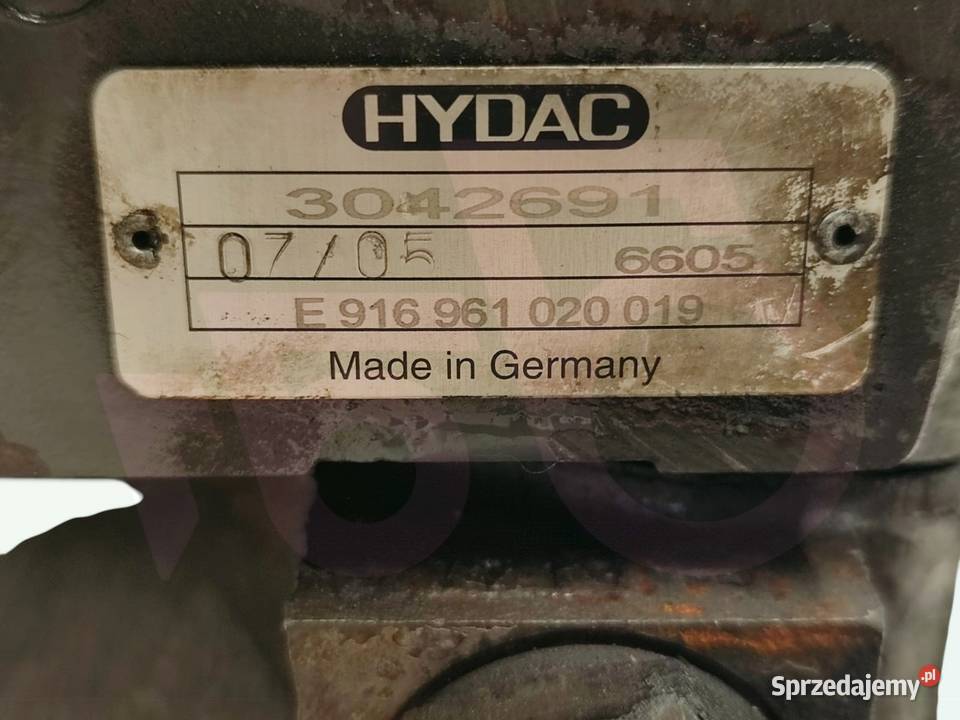 HYDAC
3042691
07/05 6605
E 916 961 020 019
Made in Germany
Sprzedajemy.pl